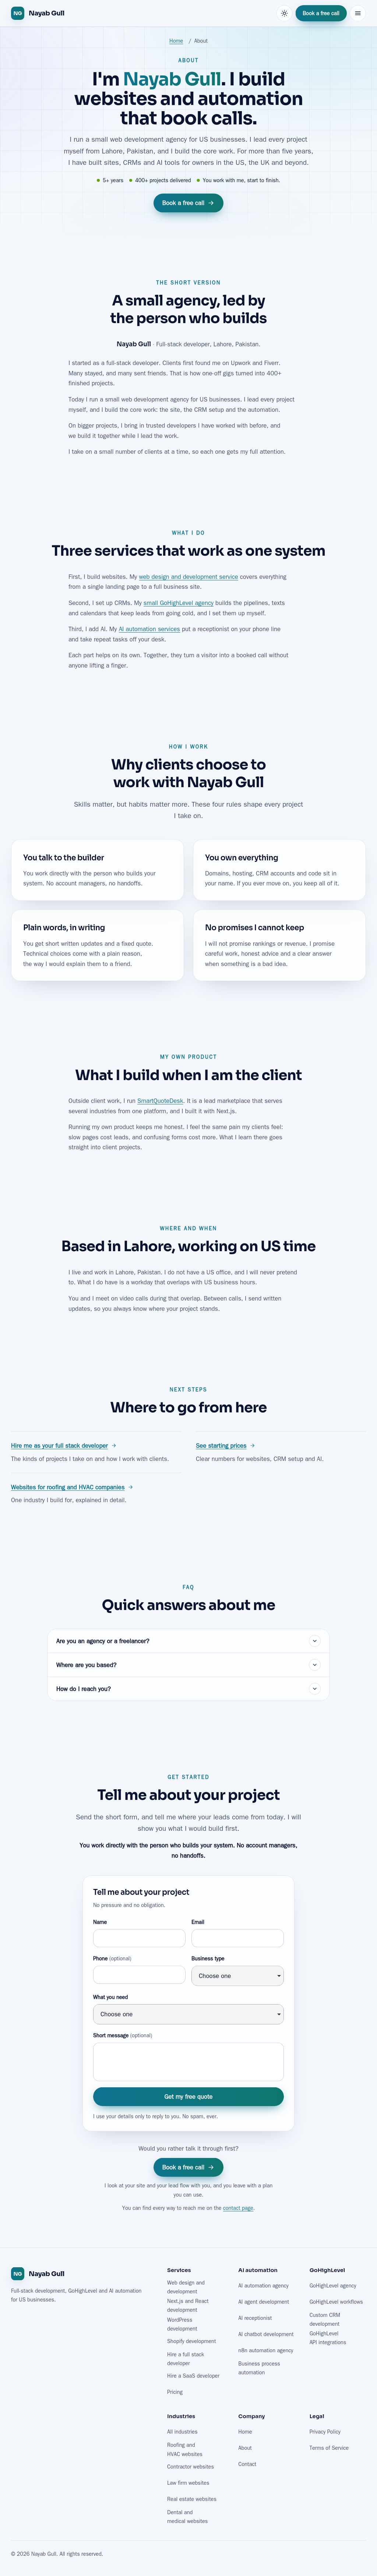 NG Nayab Gull
Book a free call
Home / About
ABOUT
I'm Nayab Gull. I build
websites and automation
that book calls.
I run a small web development agency for US businesses. I lead every project
myself from Lahore, Pakistan, and I build the core work. For more than five years,
I have built sites, CRMs and AI tools for owners in the US, the UK and beyond.
5+ years
400+ projects delivered
You work with me, start to finish.
Book a free call →
THE SHORT VERSION
A small agency, led by
the person who builds
Nayab Gull · Full-stack developer, Lahore, Pakistan.
I started as a full-stack developer. Clients first found me on Upwork and Fiverr.
Many stayed, and many sent friends. That is how one-off gigs turned into 400+
finished projects.
Today I run a small web development agency for US businesses. I lead every project
myself, and I build the core work: the site, the CRM setup and the automation.
On bigger projects, I bring in trusted developers I have worked with before, and
we build it together while I lead the work.
I take on a small number of clients at a time, so each one gets my full attention.
WHAT I DO
Three services that work as one system
First, I build websites. My web design and development service covers everything
from a single landing page to a full business site.
Second, I set up CRMs. My small GoHighLevel agency builds the pipelines, texts
and calendars that keep leads from going cold, and I set them up myself.
Third, I add AI. My AI automation services put a receptionist on your phone line
and take repeat tasks off your desk.
Each part helps on its own. Together, they turn a visitor into a booked call without
anyone lifting a finger.
HOW I WORK
Why clients choose to
work with Nayab Gull
Skills matter, but habits matter more. These four rules shape every project
I take on.
You talk to the builder
You work directly with the person who builds your
system. No account managers, no handoffs.
You own everything
Domains, hosting, CRM accounts and code sit in
your name. If you ever move on, you keep all of it.
Plain words, in writing
You get short written updates and a fixed quote.
Technical choices come with a plain reason,
the way I would explain them to a friend.
No promises I cannot keep
I will not promise rankings or revenue. I promise
careful work, honest advice and a clear answer
when something is a bad idea.
MY OWN PRODUCT
What I build when I am the client
Outside client work, I run SmartQuoteDesk. It is a lead marketplace that serves
several industries from one platform, and I built it with Next.js.
Running my own product keeps me honest. I feel the same pain my clients feel:
slow pages cost leads, and confusing forms cost more. What I learn there goes
straight into client projects.
WHERE AND WHEN
Based in Lahore, working on US time
I live and work in Lahore, Pakistan. I do not have a US office, and I will never pretend
to. What I do have is a workday that overlaps with US business hours.
You and I meet on video calls during that overlap. Between calls, I send written
updates, so you always know where your project stands.
NEXT STEPS
Where to go from here
Hire me as your full stack developer →
The kinds of projects I take on and how I work with clients.
See starting prices →
Clear numbers for websites, CRM setup and AI.
Websites for roofing and HVAC companies →
One industry I build for, explained in detail.
FAQ
Quick answers about me
Are you an agency or a freelancer?
Where are you based?
How do I reach you?
GET STARTED
Tell me about your project
Send the short form, and tell me where your leads come from today. I will
show you what I would build first.
You work directly with the person who builds your system. No account managers,
no handoffs.
Tell me about your project
No pressure and no obligation.
Name
Email
Phone (optional)
Business type
Choose one
What you need
Choose one
Short message (optional)
Get my free quote
I use your details only to reply to you. No spam, ever.
Would you rather talk it through first?
Book a free call →
I look at your site and your lead flow with you, and you leave with a plan
you can use.
You can find every way to reach me on the contact page.
NG Nayab Gull
Full-stack development, GoHighLevel and AI automation
for US businesses.
Services
Web design and
development
Next.js and React
development
WordPress
development
Shopify development
Hire a full stack
developer
Hire a SaaS developer
Pricing
AI automation
AI automation agency
AI agent development
AI receptionist
AI chatbot development
n8n automation agency
Business process
automation
GoHighLevel
GoHighLevel agency
GoHighLevel workflows
Custom CRM
development
GoHighLevel
API integrations
Industries
All industries
Roofing and
HVAC websites
Contractor websites
Law firm websites
Real estate websites
Dental and
medical websites
Company
Home
About
Contact
Legal
Privacy Policy
Terms of Service
© 2026 Nayab Gull. All rights reserved.